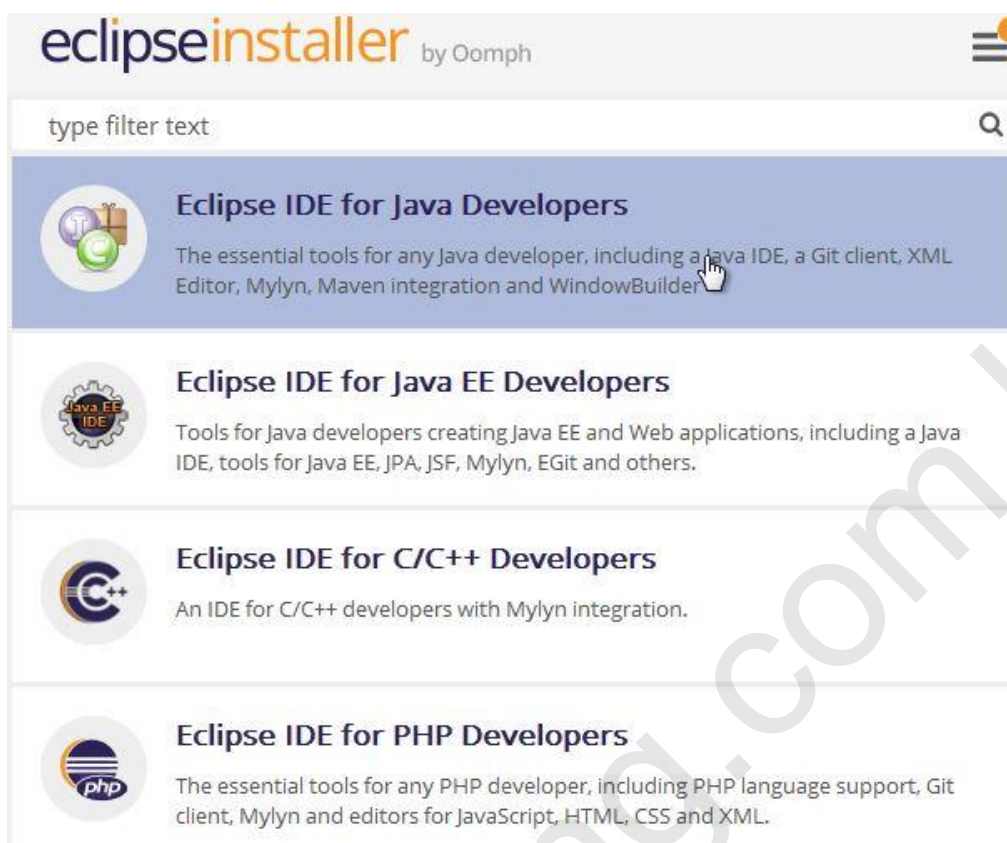 eclipseinstaller by Oomph
type filter text
Eclipse IDE for Java Developers
The essential tools for any Java developer, including a Java IDE, a Git client, XML
Editor, Mylyn, Maven integration and WindowBuilder
Java EE
IDE
Eclipse IDE for Java EE Developers
Tools for Java developers creating Java EE and Web applications, including a Java
IDE, tools for Java EE, JPA, JSF, Mylyn, EGit and others.
C++
Eclipse IDE for C/C++ Developers
An IDE for C/C++ developers with Mylyn integration.
php
Eclipse IDE for PHP Developers
The essential tools for any PHP developer, including PHP language support, Git
client, Mylyn and editors for JavaScript, HTML, CSS and XML.